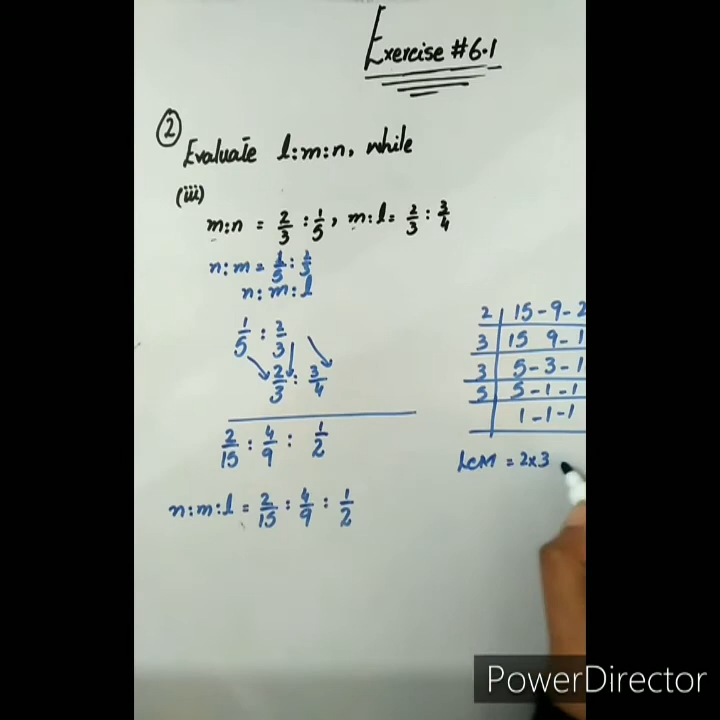 Exercise #6.1
② Evaluate l:m:n, while
(iii)
m:n = 2/3 : 1/5, m:l= 2/3 : 3/4
n:m = 1/5 : 2/3
n:m:l
1/5 : 2/3
2/3 : 3/4
2/15 : 4/9 : 1/2
n:m:l = 2/15 : 4/9 : 1/2
2 | 15 - 9 - 2
3 | 15 9 - 1
3 | 5 - 3 - 1
5 | 5 - 1 - 1
1 - 1 - 1
LCM = 2x3
PowerDirector